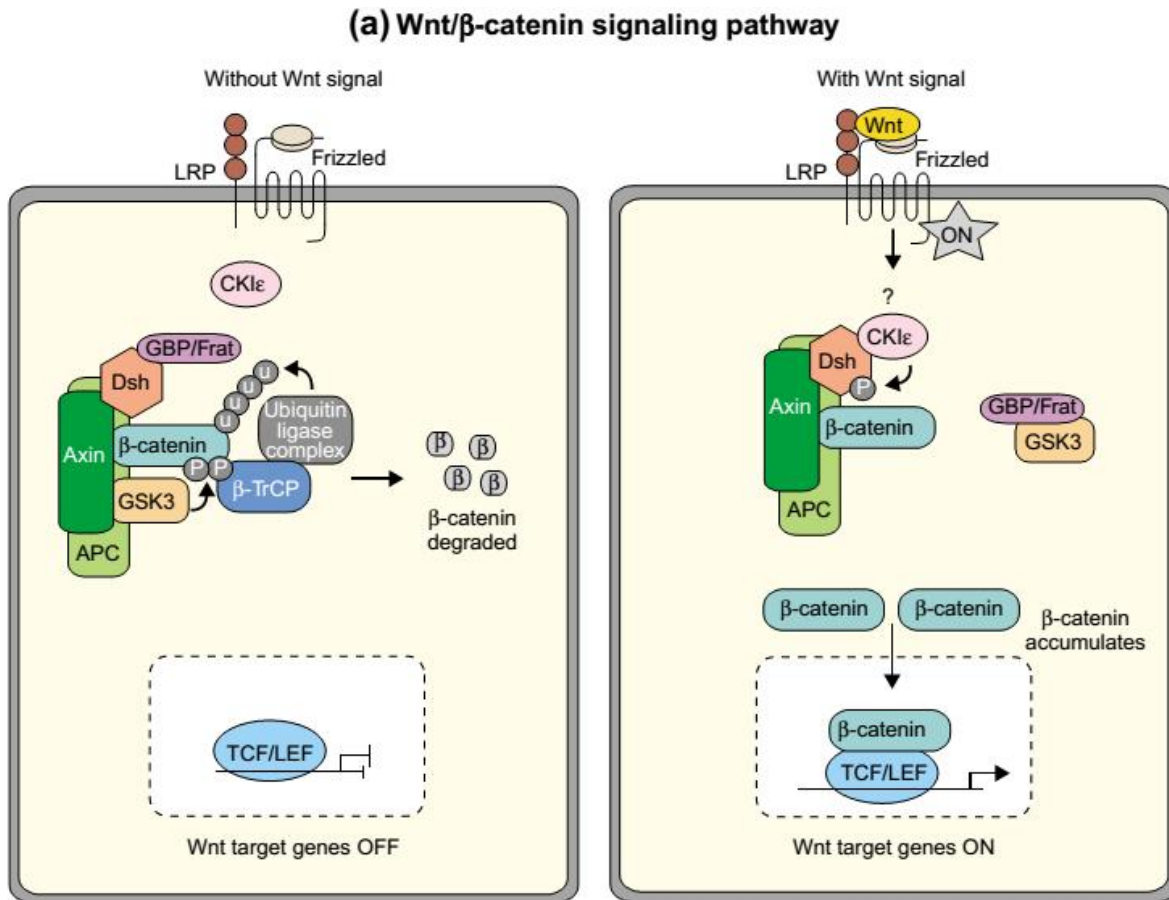 (a) Wnt/β-catenin signaling pathway
Without Wnt signal
LRP
Frizzled
CKIε
GBP/Frat
Dsh
u
u
u
u
Ubiquitin
ligase
complex
Axin
β-catenin
P P
GSK3
β-TrCP
APC
β β
β β
β-catenin
degraded
TCF/LEF
Wnt target genes OFF
With Wnt signal
Wnt
LRP
Frizzled
ON
?
CKIε
Dsh
P
Axin
β-catenin
APC
GBP/Frat
GSK3
β-catenin
β-catenin
β-catenin
accumulates
β-catenin
TCF/LEF
Wnt target genes ON